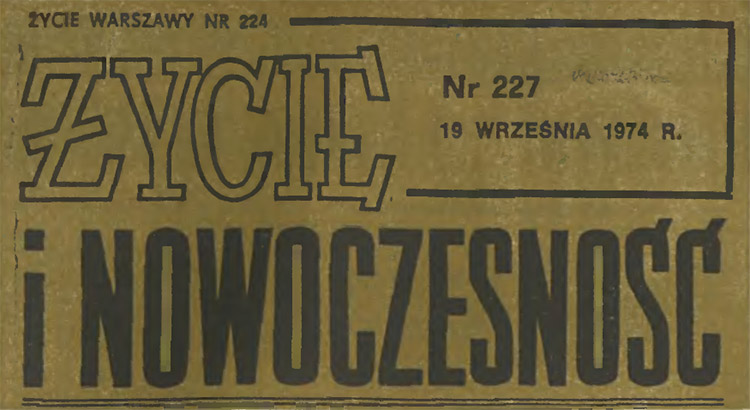 ŻYCIE WARSZAWY NR 224
ŻYCIE
Nr 227
19 WRZEŚNIA 1974 R.
i NOWOCZESNOŚĆ